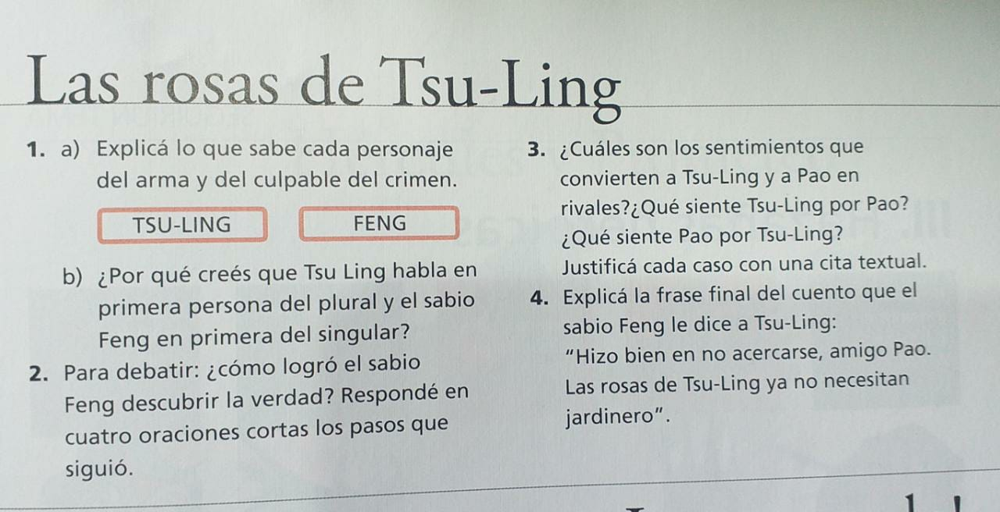 Las rosas de Tsu-Ling
1. a) Explicá lo que sabe cada personaje
del arma y del culpable del crimen.
TSU-LING
FENG
b) ¿Por qué creés que Tsu Ling habla en
primera persona del plural y el sabio
Feng en primera del singular?
2. Para debatir: ¿cómo logró el sabio
Feng descubrir la verdad? Respondé en
cuatro oraciones cortas los pasos que
siguió.
3. ¿Cuáles son los sentimientos que
convierten a Tsu-Ling y a Pao en
rivales?¿Qué siente Tsu-Ling por Pao?
¿Qué siente Pao por Tsu-Ling?
Justificá cada caso con una cita textual.
4. Explicá la frase final del cuento que el
sabio Feng le dice a Tsu-Ling:
“Hizo bien en no acercarse, amigo Pao.
Las rosas de Tsu-Ling ya no necesitan
jardinero”.